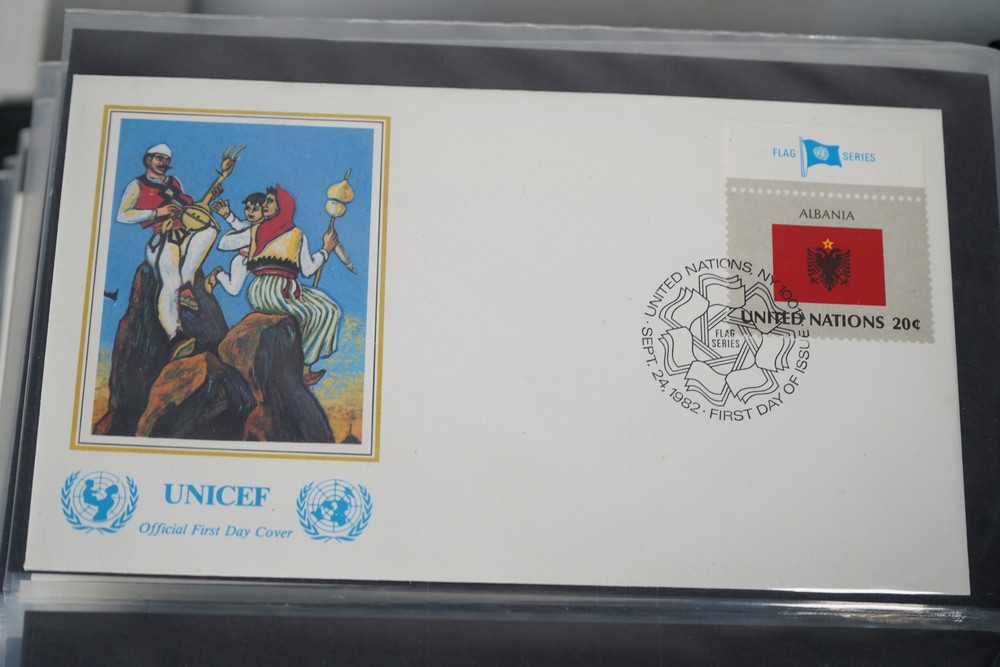 FLAG SERIES
ALBANIA
UNITED NATIONS 20¢
UNITED NATIONS, NY 10017
FLAG
SERIES
· SEPT. 24, 1982 · FIRST DAY OF ISSUE
UNICEF
Official First Day Cover